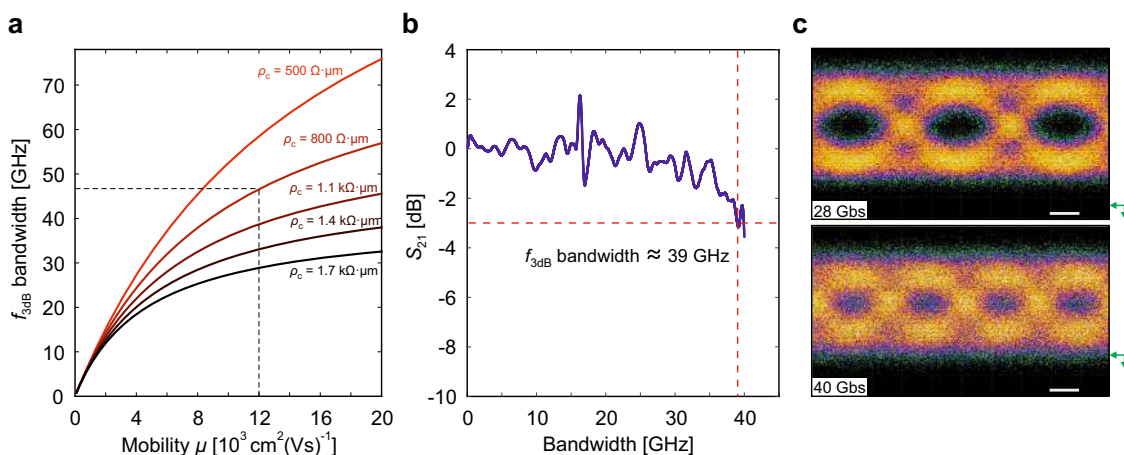 a
b
c
f3dB bandwidth [GHz]
70
60
50
40
30
20
10
0
ρc = 500 Ω·μm
ρc = 800 Ω·μm
ρc = 1.1 kΩ·μm
ρc = 1.4 kΩ·μm
ρc = 1.7 kΩ·μm
0 4 8 12 16 20
Mobility μ [10³ cm²(Vs)⁻¹
S21 [dB]
4
2
0
-2
-4
-6
-8
-10
f3dB bandwidth ≈ 39 GHz
0 10 20 30 40
Bandwidth [GHz]
28 Gbs
40 Gbs